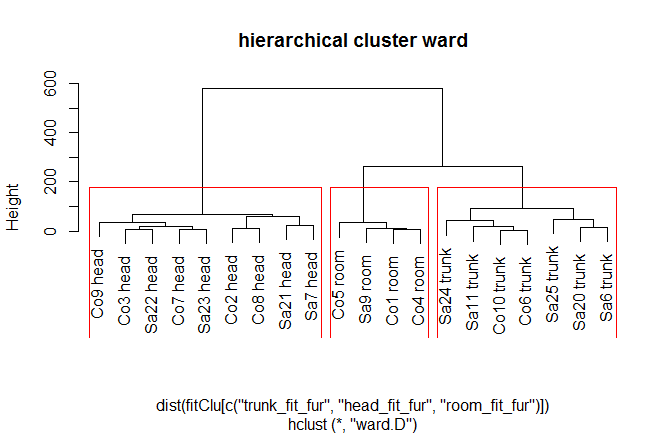 hierarchical cluster ward
Height
600
400
200
0
Co9 head
Co3 head
Sa22 head
Co7 head
Sa23 head
Co2 head
Co8 head
Sa21 head
Sa7 head
Co5 room
Sa9 room
Co1 room
Co4 room
Sa24 trunk
Sa11 trunk
Co10 trunk
Co6 trunk
Sa25 trunk
Sa20 trunk
Sa6 trunk
dist(fitClu[c("trunk_fit_fur", "head_fit_fur", "room_fit_fur")])
hclust (*, "ward.D")